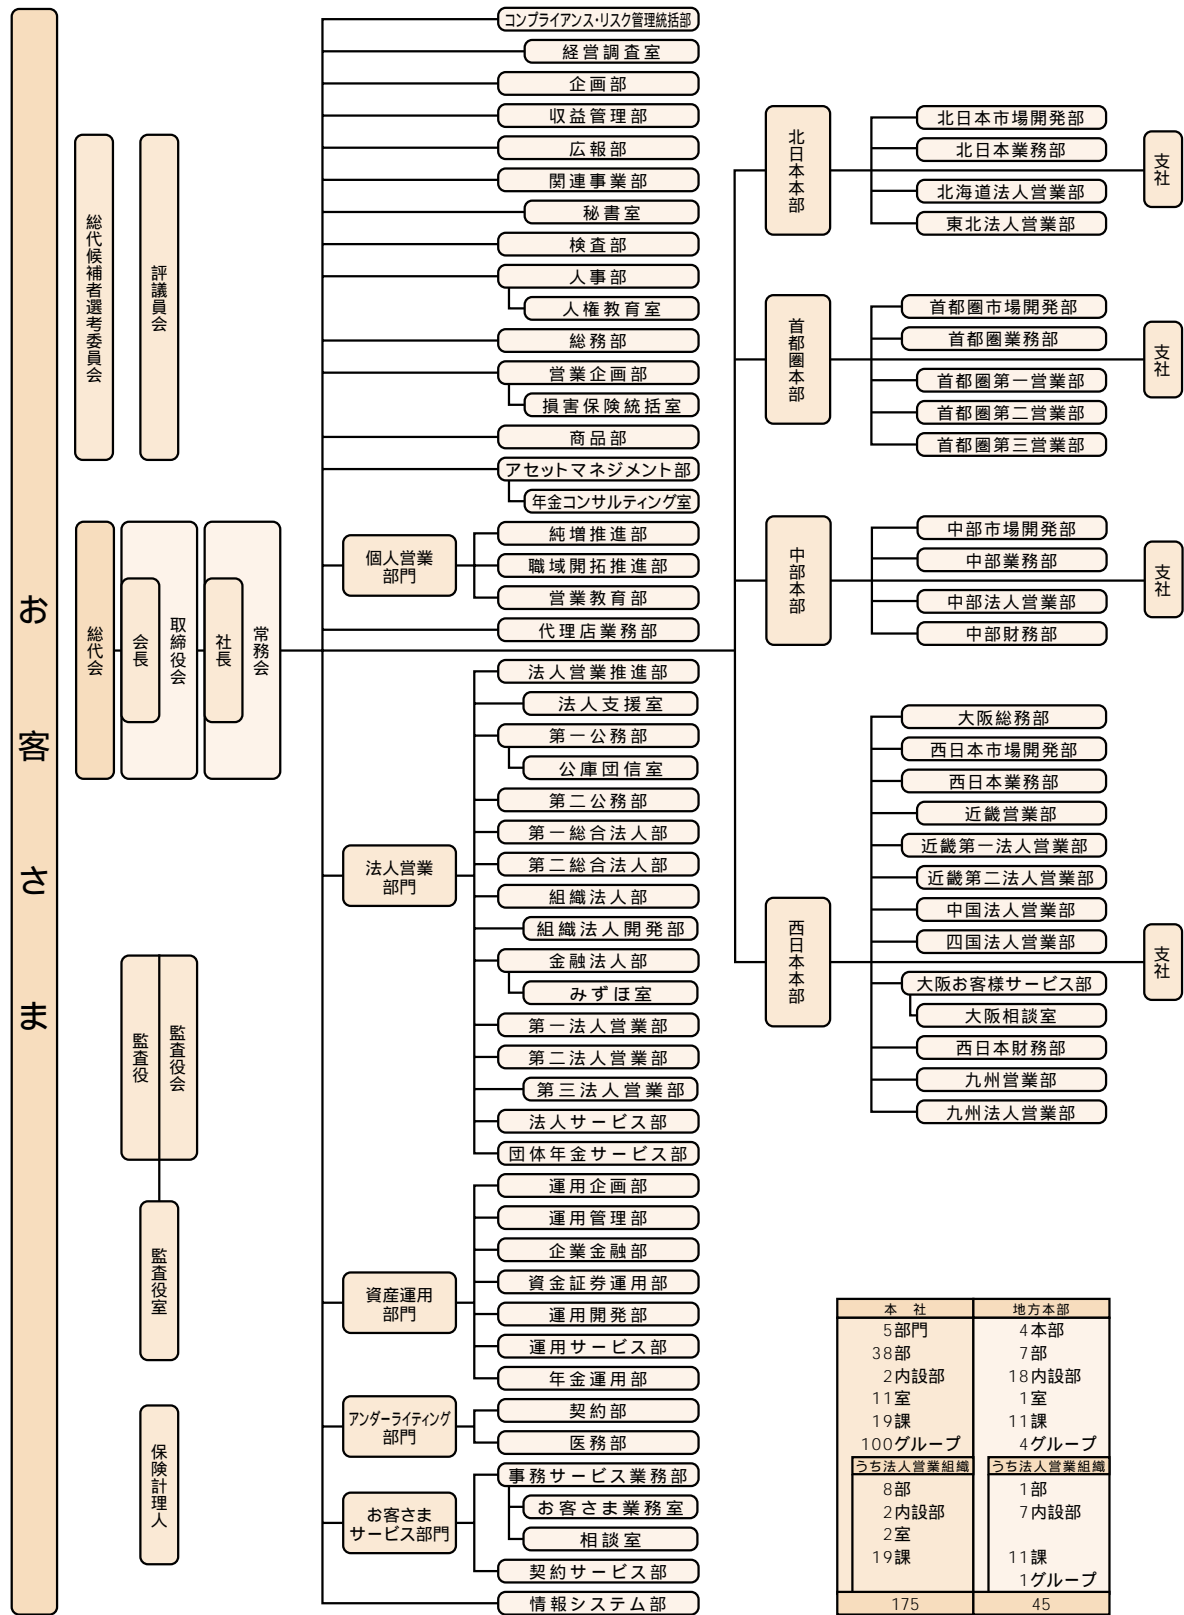 お客さま
総代候補者選考委員会
評議員会
総代会
会長
取締役会
社長
常務会
監査役
監査役会
監査役室
保険計理人
コンプライアンス・リスク管理統括部
経営調査室
企画部
収益管理部
広報部
関連事業部
秘書室
検査部
人事部
人権教育室
総務部
営業企画部
損害保険統括室
商品部
アセットマネジメント部
年金コンサルティング室
個人営業
部門
純増推進部
職域開拓推進部
営業教育部
代理店業務部
法人営業
部門
法人営業推進部
法人支援室
第一公務部
公庫団信室
第二公務部
第一総合法人部
第二総合法人部
組織法人部
組織法人開発部
金融法人部
みずほ室
第一法人営業部
第二法人営業部
第三法人営業部
法人サービス部
団体年金サービス部
資産運用
部門
運用企画部
運用管理部
企業金融部
資金証券運用部
運用開発部
運用サービス部
年金運用部
アンダーライティング
部門
契約部
医務部
お客さま
サービス部門
事務サービス業務部
お客さま業務室
相談室
契約サービス部
情報システム部
北日本本部
北日本市場開発部
北日本業務部
北海道法人営業部
東北法人営業部
支社
首都圏本部
首都圏市場開発部
首都圏業務部
首都圏第一営業部
首都圏第二営業部
首都圏第三営業部
支社
中部本部
中部市場開発部
中部業務部
中部法人営業部
中部財務部
支社
西日本本部
大阪総務部
西日本市場開発部
西日本業務部
近畿営業部
近畿第一法人営業部
近畿第二法人営業部
中国法人営業部
四国法人営業部
大阪お客様サービス部
大阪相談室
西日本財務部
九州営業部
九州法人営業部
支社
本 社 地方本部
5部門 4本部
38部 7部
2内設部 18内設部
11室 1室
19課 11課
100グループ 4グループ
うち法人営業組織 うち法人営業組織
8部 1部
2内設部 7内設部
2室
19課 11課
1グループ
175 45